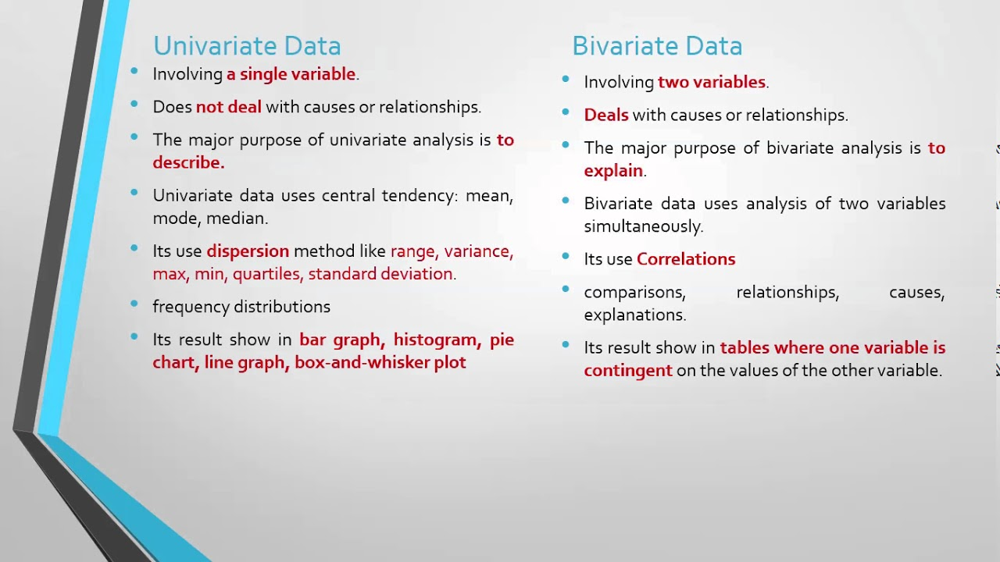 Univariate Data
Involving a single variable.
Does not deal with causes or relationships.
The major purpose of univariate analysis is to
describe.
Univariate data uses central tendency: mean,
mode, median.
Its use dispersion method like range, variance,
max, min, quartiles, standard deviation.
frequency distributions
Its result show in bar graph, histogram, pie
chart, line graph, box-and-whisker plot
Bivariate Data
Involving two variables.
Deals with causes or relationships.
The major purpose of bivariate analysis is to
explain.
Bivariate data uses analysis of two variables
simultaneously.
Its use Correlations
comparisons, relationships, causes,
explanations.
Its result show in tables where one variable is
contingent on the values of the other variable.